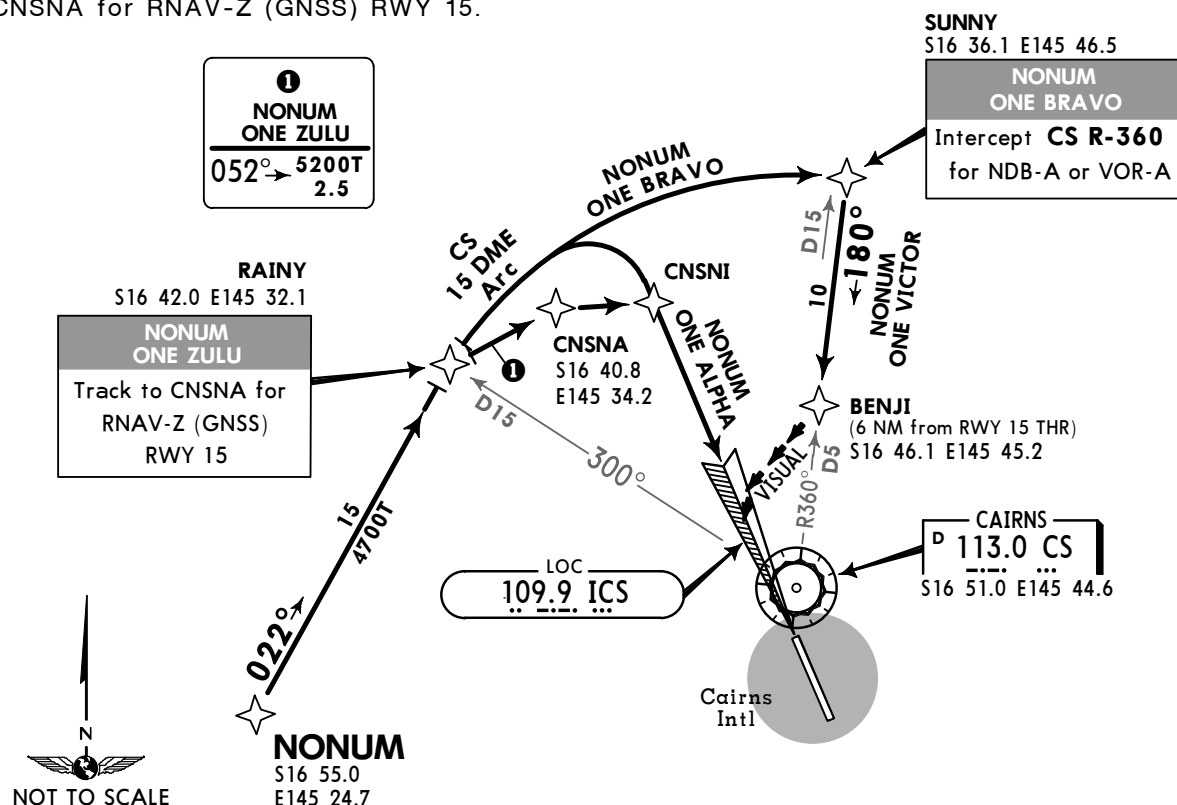 CNSNA for RNAV-Z (GNSS) RWY 15.
SUNNY
S16 36.1 E145 46.5
NONUM
ONE BRAVO
Intercept CS R-360
for NDB-A or VOR-A
❶
NONUM
ONE ZULU
052°→ 5200T
2.5
NONUM
ONE BRAVO
CS
15 DME
Arc
D15
180°
10
NONUM
ONE VICTOR
RAINY
S16 42.0 E145 32.1
NONUM
ONE ZULU
Track to CNSNA for
RNAV-Z (GNSS)
RWY 15
CNSNI
CNSNA
S16 40.8
E145 34.2
❶
NONUM
ONE ALPHA
D15
300°
BENJI
(6 NM from RWY 15 THR)
S16 46.1 E145 45.2
VISUAL
R360°
D5
15
4700T
022°
LOC
109.9 ICS
CAIRNS
D 113.0 CS
S16 51.0 E145 44.6
Cairns
Intl
NONUM
S16 55.0
E145 24.7
N
NOT TO SCALE